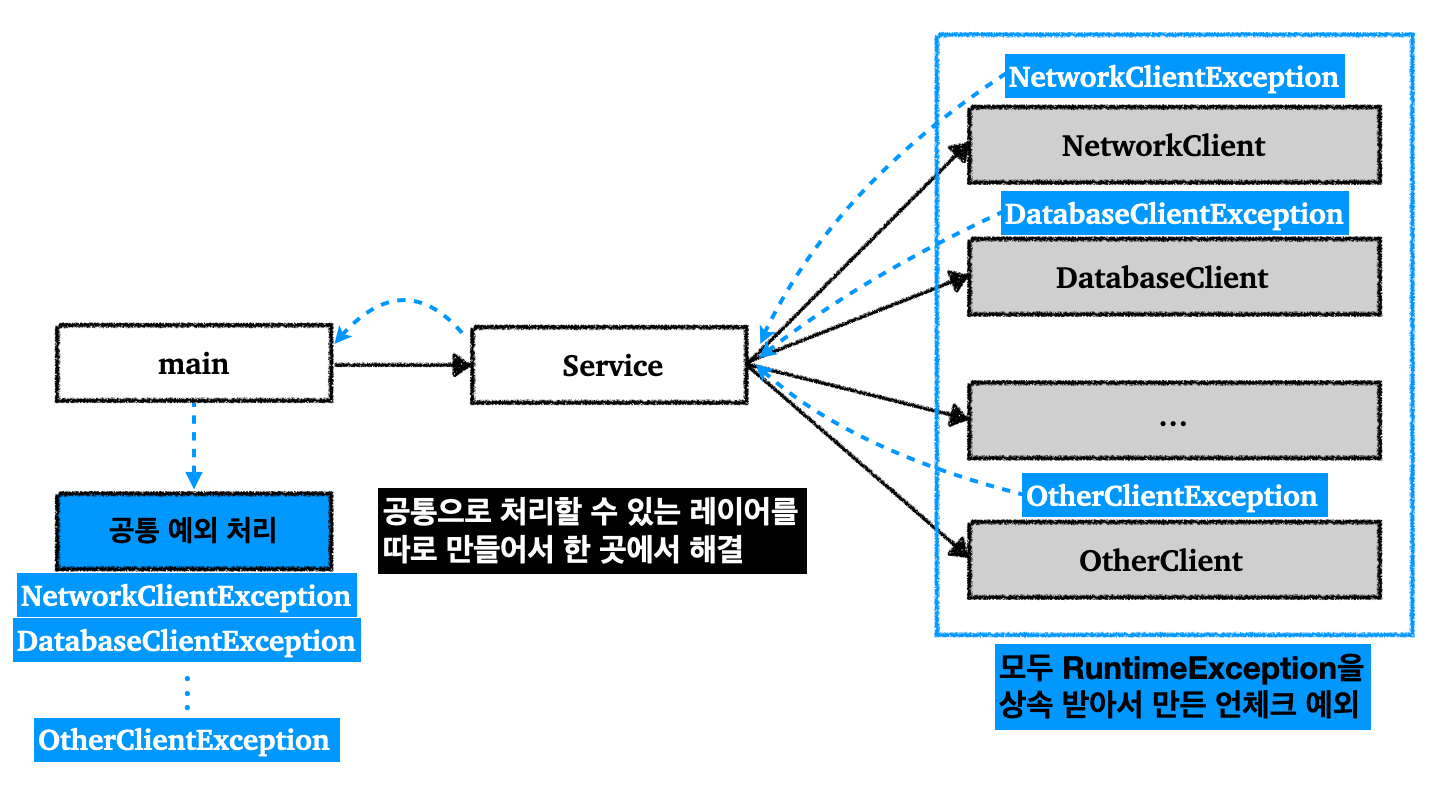 NetworkClientException
NetworkClient
DatabaseClientException
DatabaseClient
main
Service
...
OtherClientException
OtherClient
공통 예외 처리
공통으로 처리할 수 있는 레이어를
따로 만들어서 한 곳에서 해결
NetworkClientException
DatabaseClientException
⋮
OtherClientException
모두 RuntimeException을
상속 받아서 만든 언체크 예외